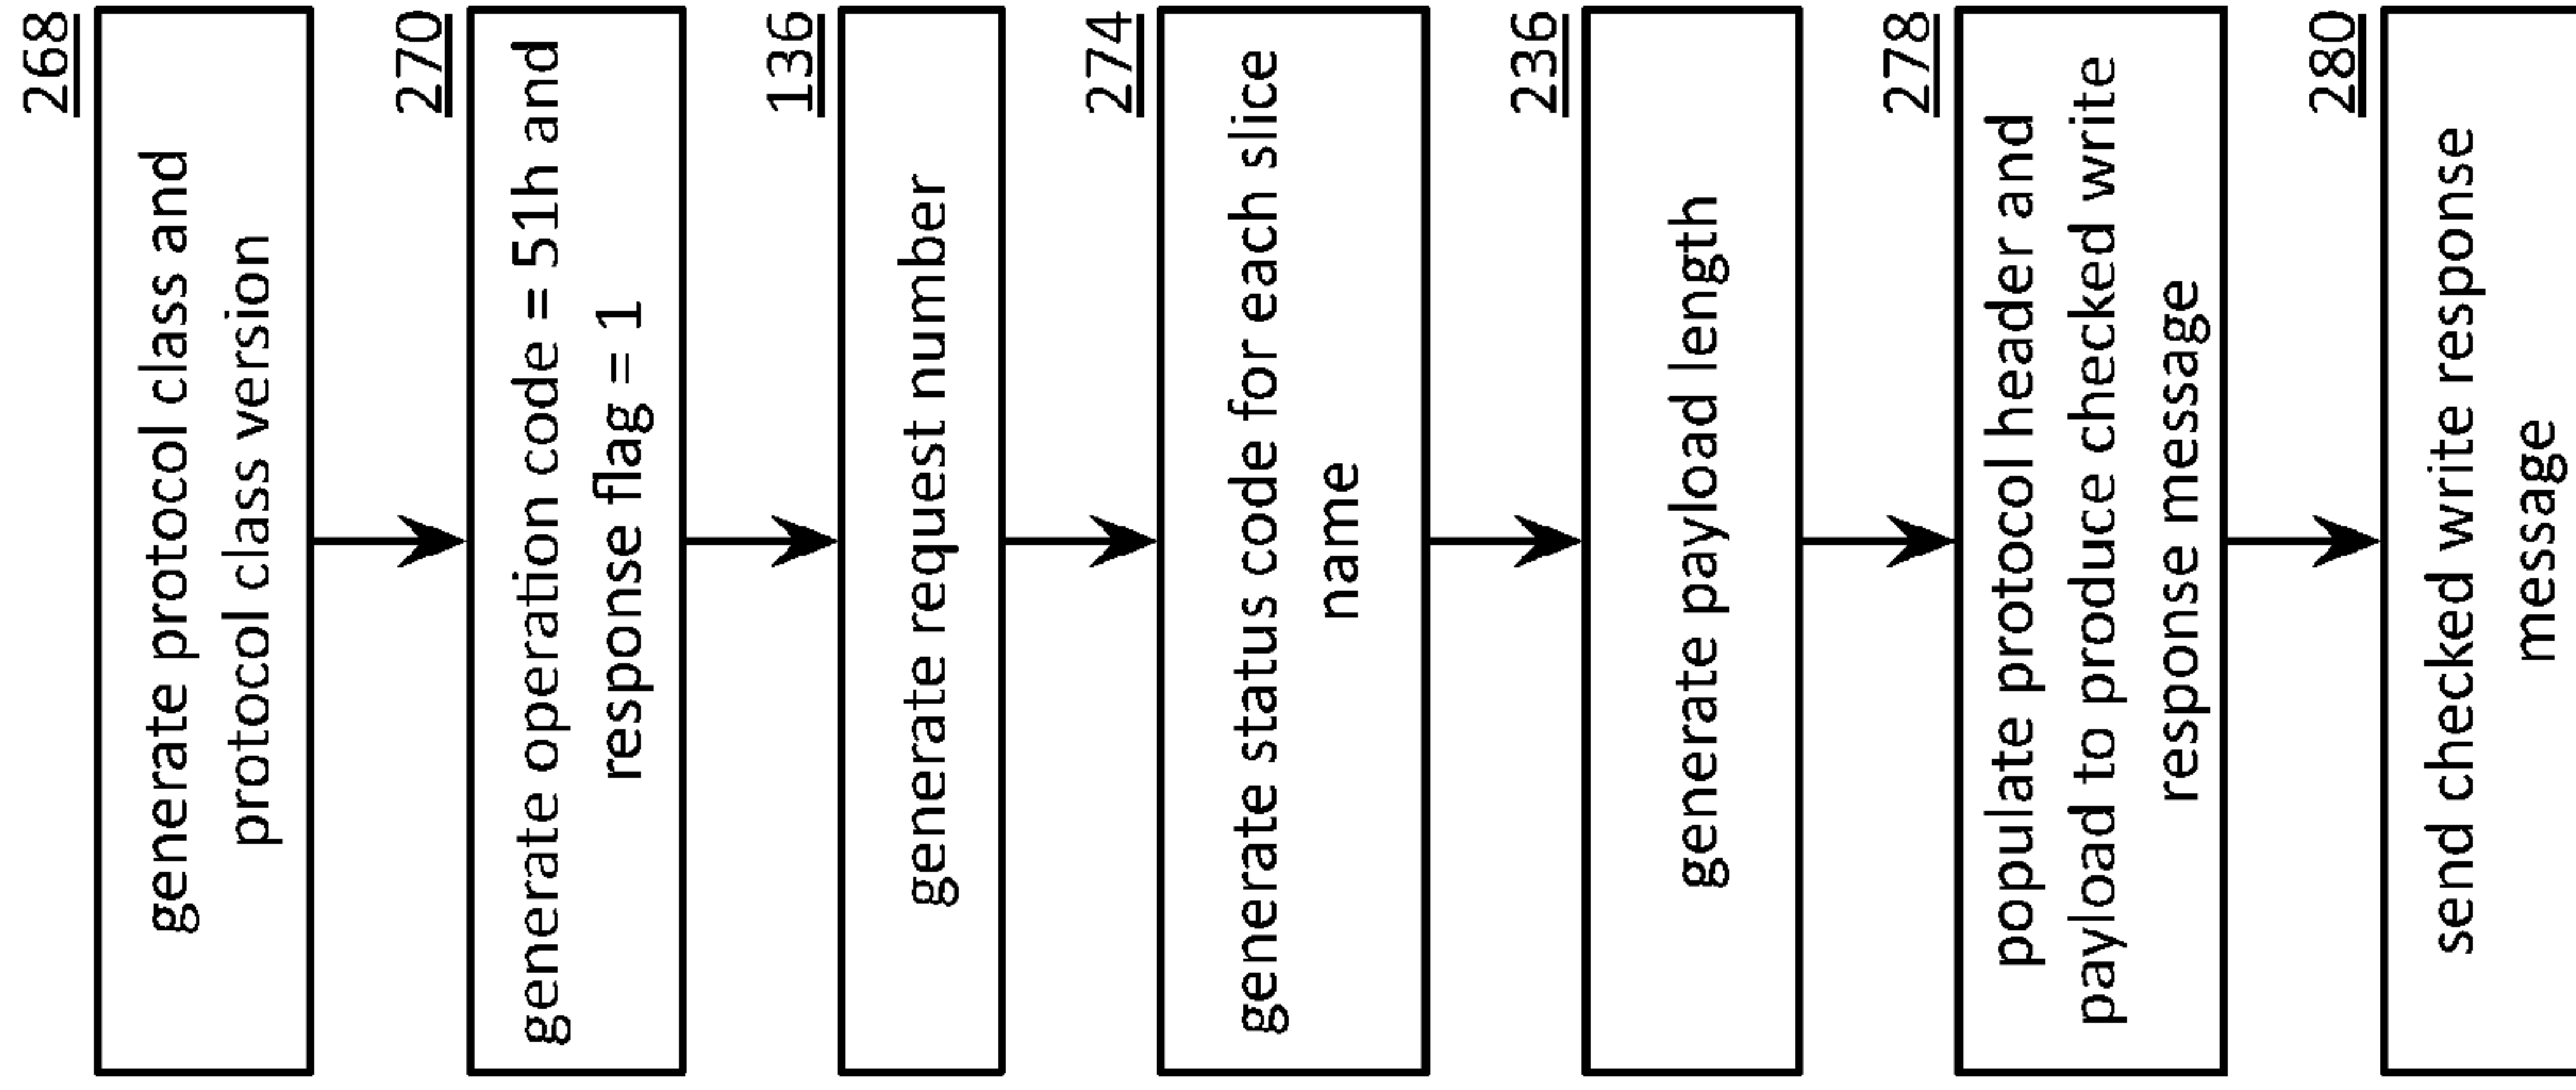 268
generate protocol class and
protocol class version
270
generate operation code = 51h and
response flag = 1
136
generate request number
274
generate status code for each slice
name
236
generate payload length
278
populate protocol header and
payload to produce checked write
response message
280
send checked write response
message